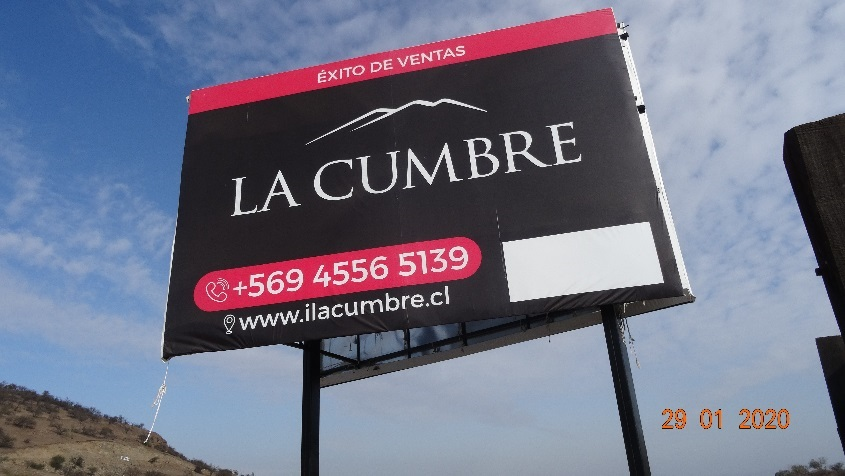 ÉXITO DE VENTAS
LA CUMBRE
+569 4556 5139
www.ilacumbre.cl
29 01 2020